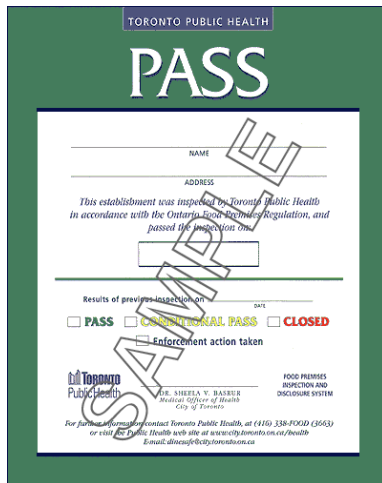 TORONTO PUBLIC HEALTH
PASS
NAME
ADDRESS
This establishment was inspected by Toronto Public Health
in accordance with the Ontario Food Premises Regulation, and
passed the inspection on:
Results of previous inspection on
DATE
PASS CONDITIONAL PASS CLOSED
Enforcement action taken
SAMPLE
TORONTO
PublicHealth
DR. SHEELA V. BASRUR
Medical Officer of Health
City of Toronto
FOOD PREMISES
INSPECTION AND
DISCLOSURE SYSTEM
For further information contact Toronto Public Health, at (416) 338-FOOD (3663)
or visit the Public Health web site at www.city.toronto.on.ca/health
E-mail: dinesafe@city.toronto.on.ca